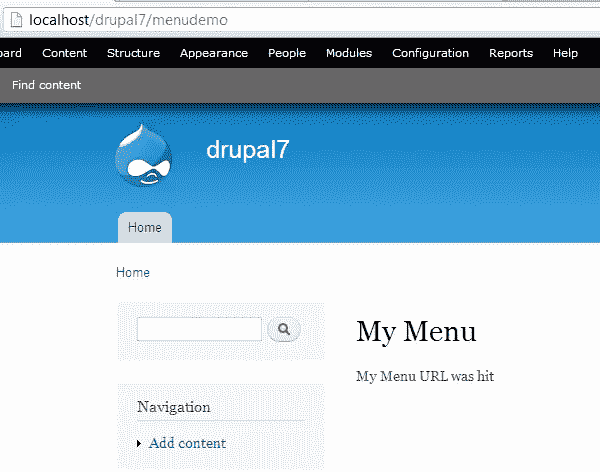 localhost/drupal7/menudemo
oard Content Structure Appearance People Modules Configuration Reports Help
Find content
drupal7
Home
Home
My Menu
My Menu URL was hit
Navigation
Add content